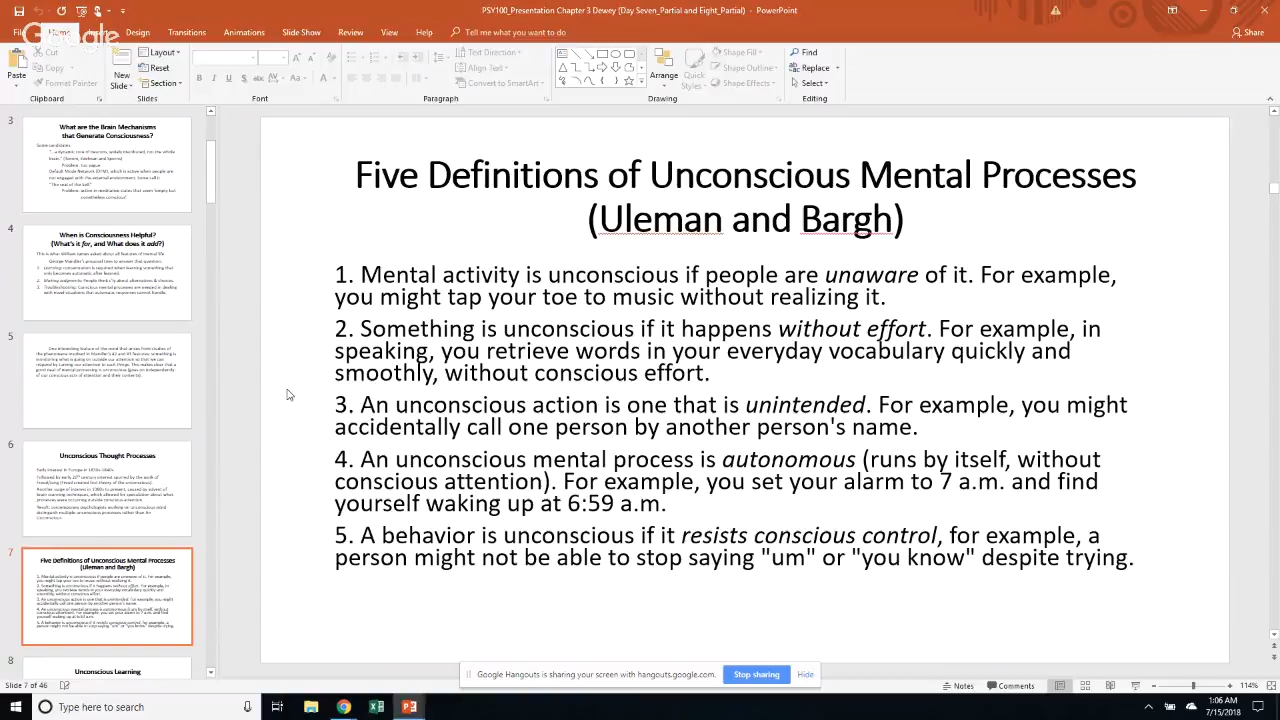 PSY100_Presentation Chapter 3 Dewey (Day Seven_Partial and Eight_Partial) - PowerPoint
Google
File Home Insert Design Transitions Animations Slide Show Review View Help Tell me what you want to do Share
Cut
Copy
Format Painter
Paste
Clipboard
New
Slide
Layout
Reset
Section
Slides
Font
Text Direction
Align Text
Convert to SmartArt
Paragraph
Arrange
Quick
Styles
Shape Fill
Shape Outline
Shape Effects
Drawing
Find
Replace
Select
Editing
3
What are the Brain Mechanisms
that Generate Consciousness?
4
When is Consciousness Helpful?
(What's it for, and What does it add?)
6
Unconscious Thought Processes
7
Five Definitions of Unconscious Mental Processes
(Uleman and Bargh)
8
Unconscious Learning
Five Definitions of Unconscious Mental Processes
(Uleman and Bargh)
1. Mental activity is unconscious if people are unaware of it. For example,
you might tap your toe to music without realizing it.
2. Something is unconscious if it happens without effort. For example, in
speaking, you retrieve words in your everyday vocabulary quickly and
smoothly, without conscious effort.
3. An unconscious action is one that is unintended. For example, you might
accidentally call one person by another person's name.
4. An unconscious mental process is autonomous (runs by itself, without
conscious attention). For example, you set your alarm to 7 a.m. and find
yourself waking up at 6:59 a.m.
5. A behavior is unconscious if it resists conscious control, for example, a
person might not be able to stop saying "um" or "you know" despite trying.
Google Hangouts is sharing your screen with hangouts.google.com. Stop sharing Hide
Slide 7 of 46 Notes Comments 114%
Type here to search
1:06 AM
7/15/2018